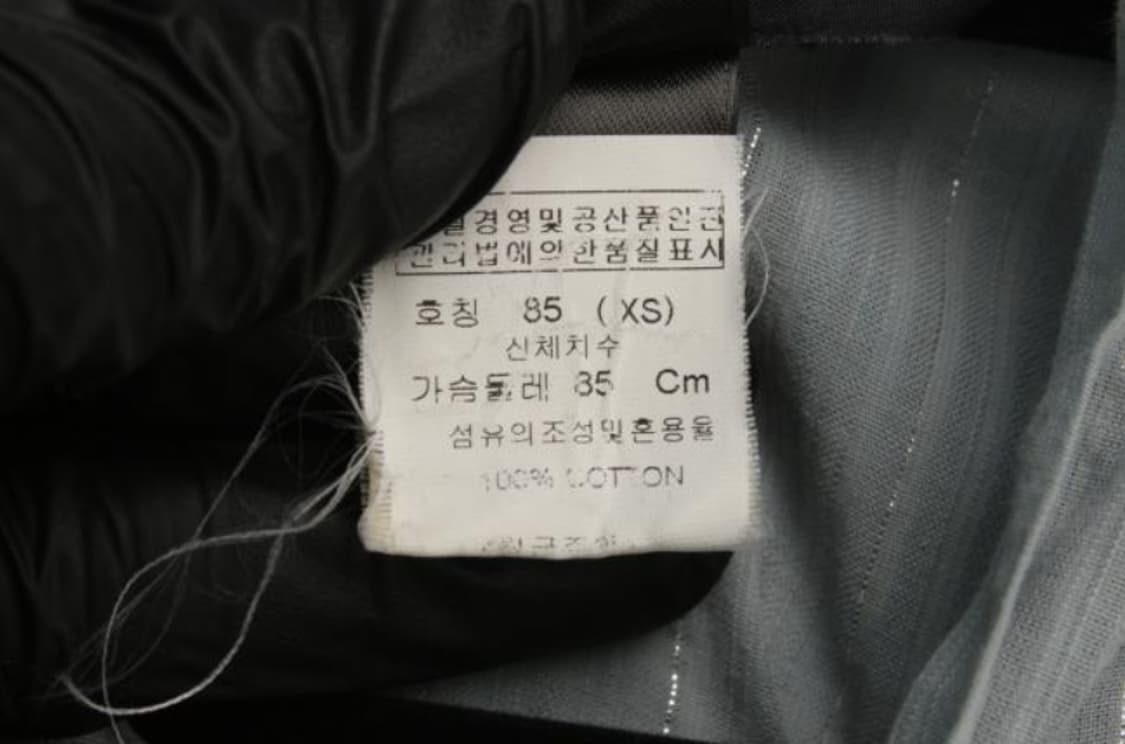 경영및 공산품안전
관리법에의한품질표시
호칭 85 (XS)
신체치수
가슴둘레 85 Cm
섬유의조성및혼용율
100% COTTON